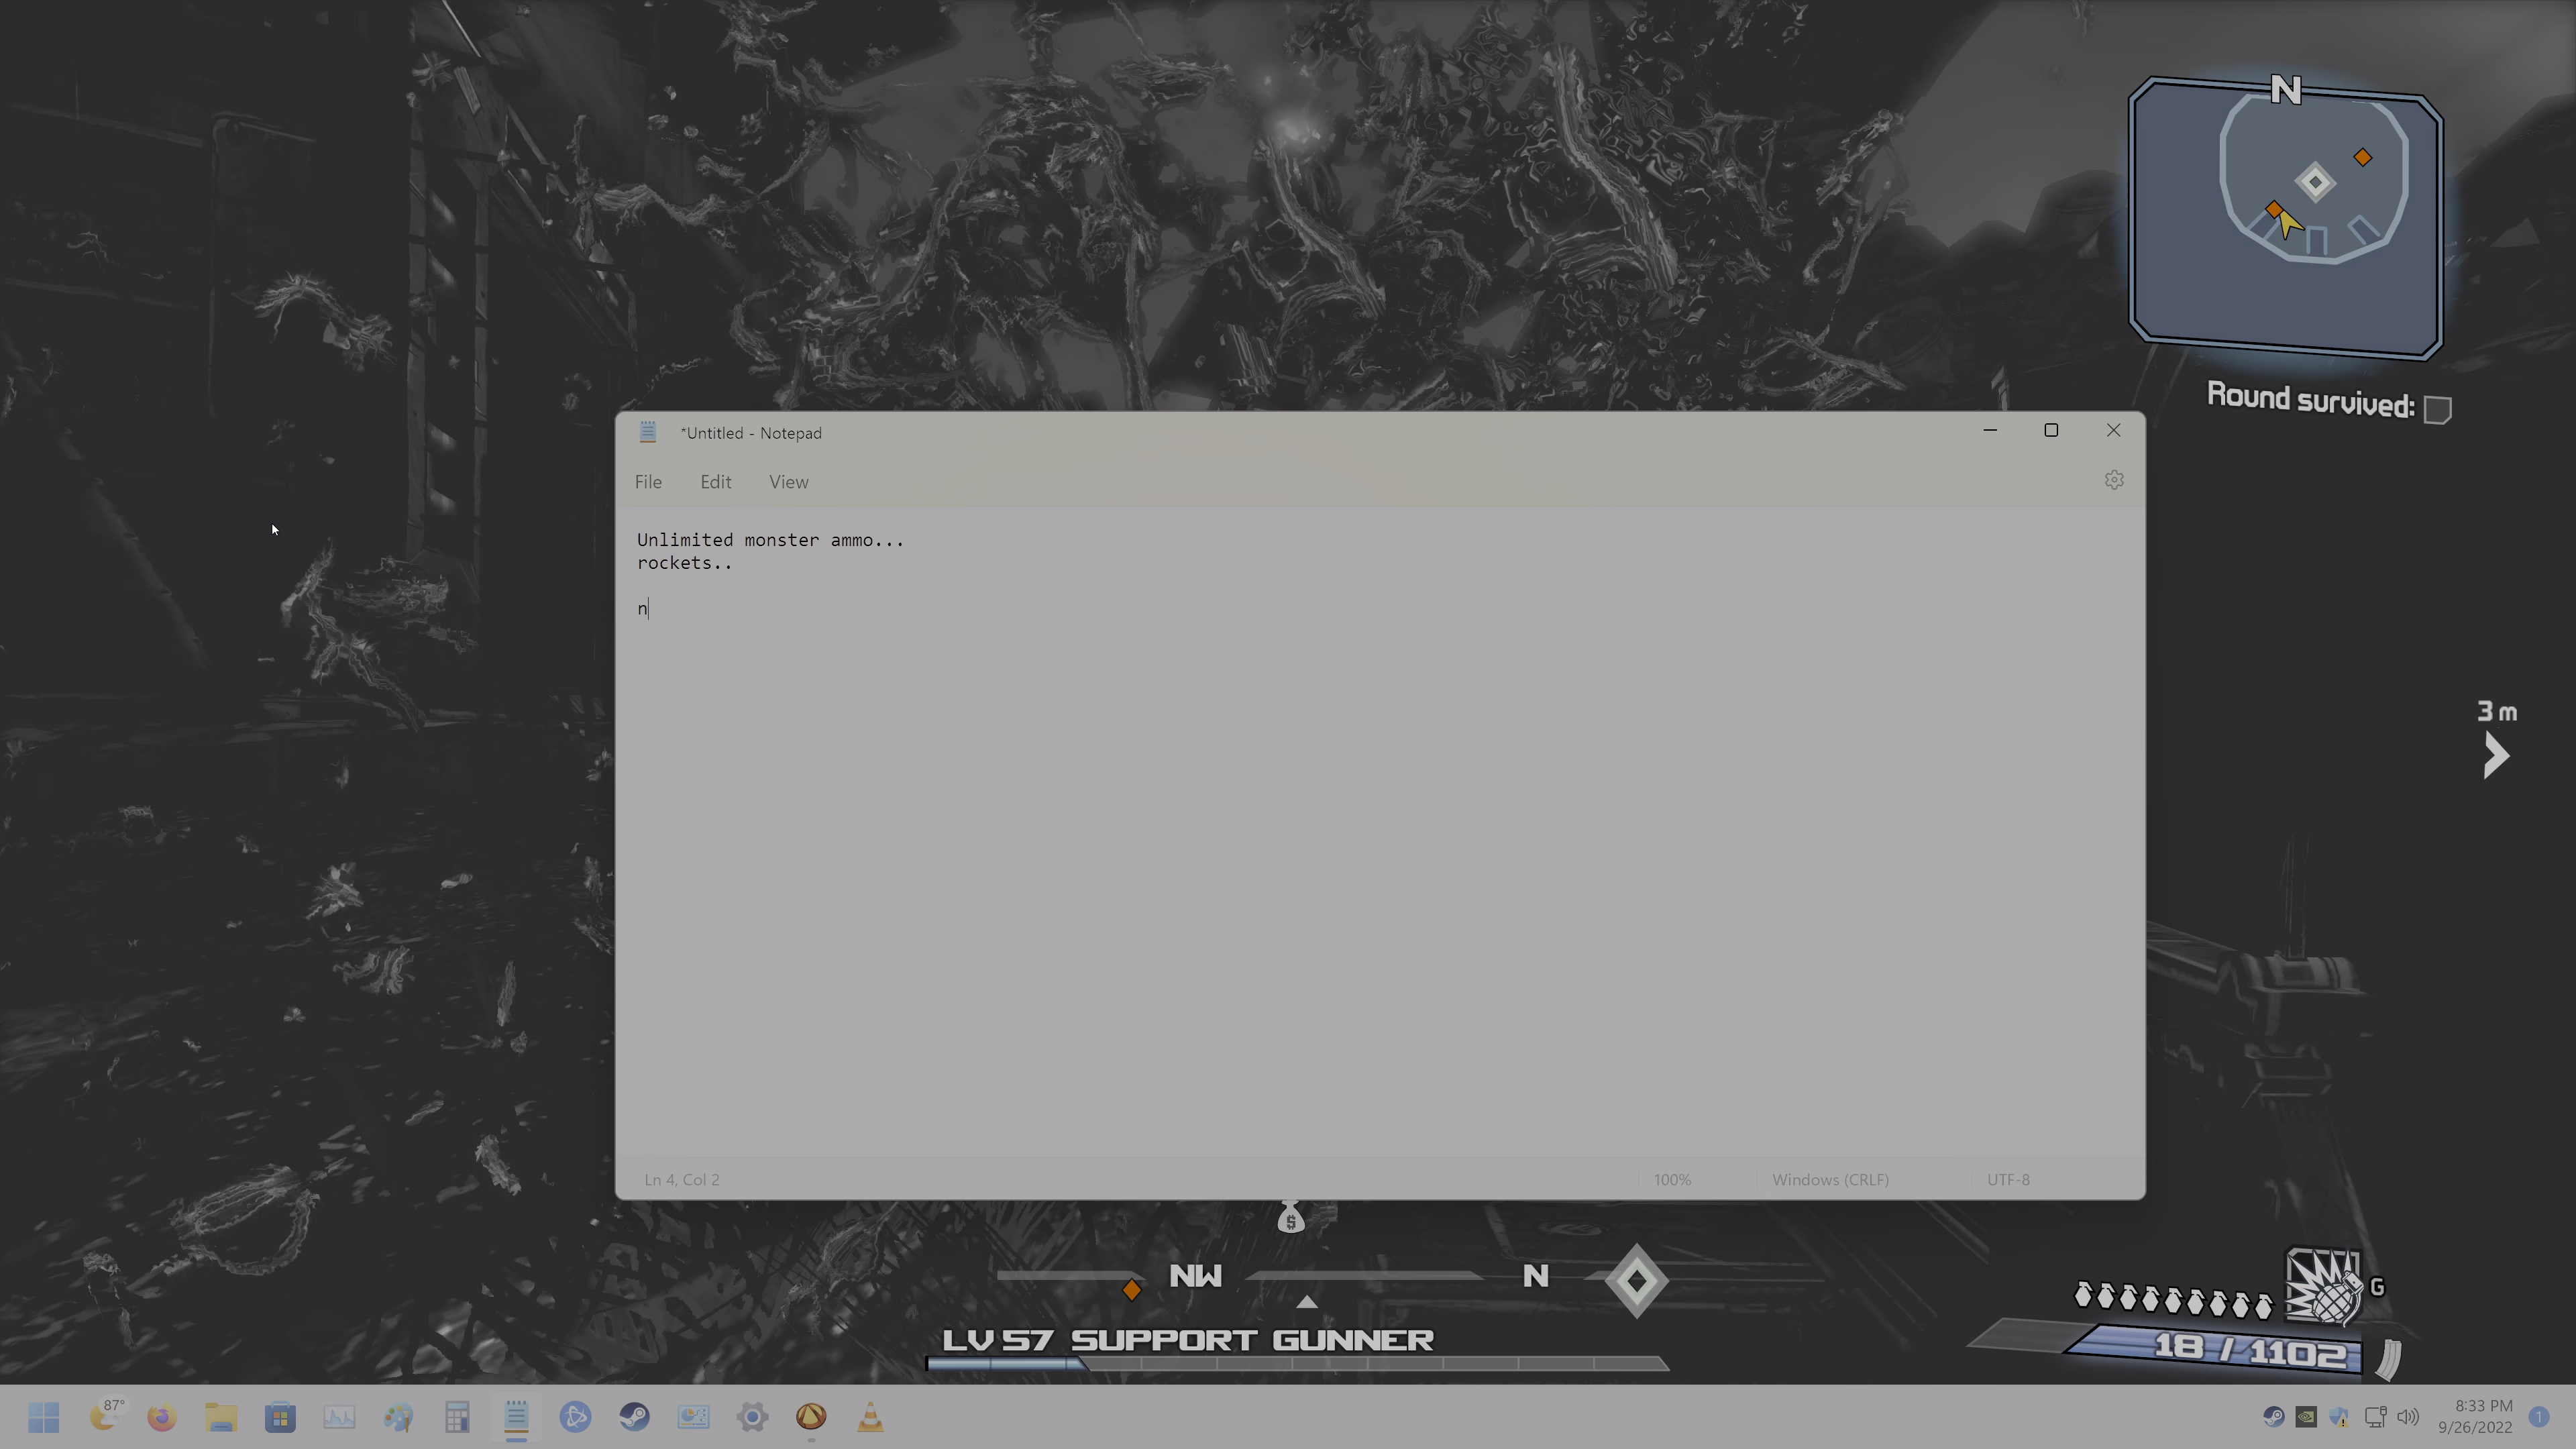 N
Round survived:
*Untitled - Notepad
File Edit View
Unlimited monster ammo...
rockets..
n
3 m
Ln 4, Col 2 100% Windows (CRLF) UTF-8
$
NW N
G
LV 57 SUPPORT GUNNER
18 / 1102
87°
8:33 PM
9/26/2022
1